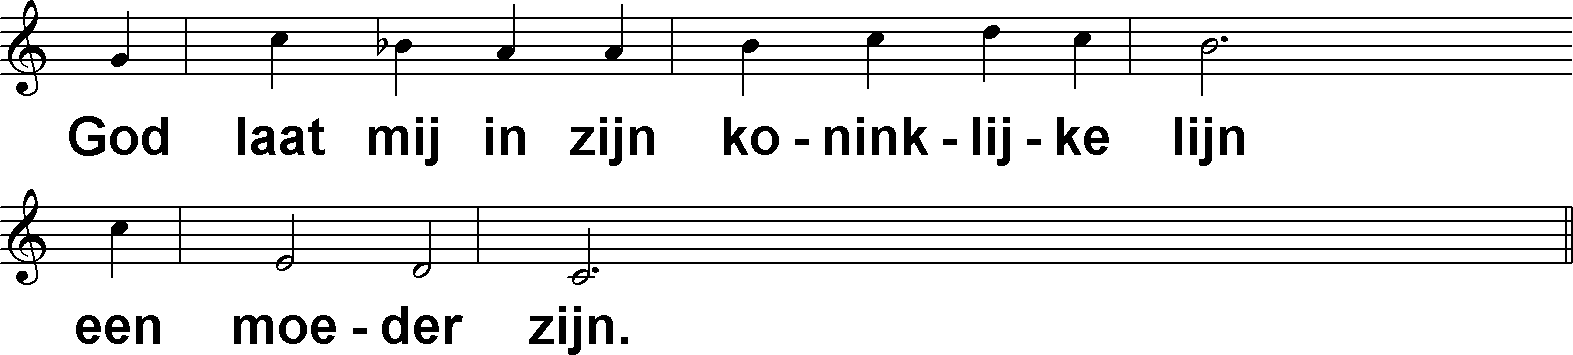 God laat mij in zijn ko - nink - lij - ke lijn
een moe - der zijn.